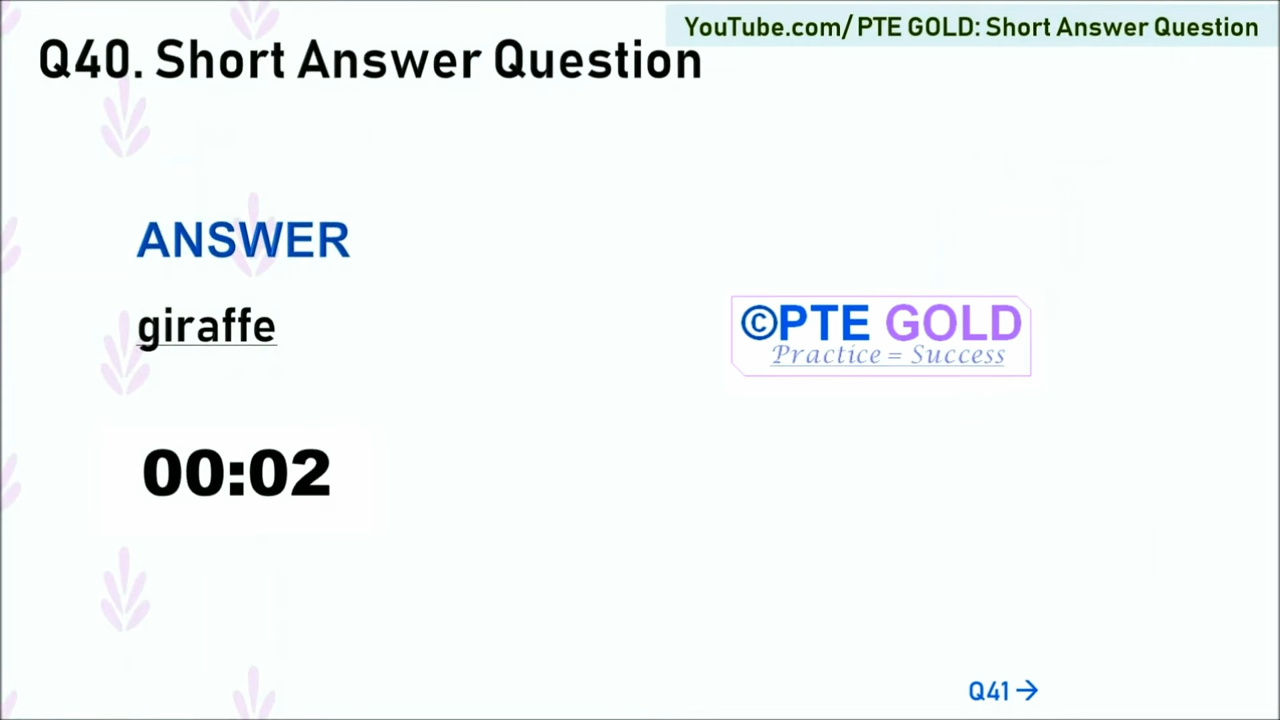 YouTube.com/ PTE GOLD: Short Answer Question
Q40. Short Answer Question
ANSWER
giraffe
©PTE GOLD
Practice = Success
00:02
Q41→